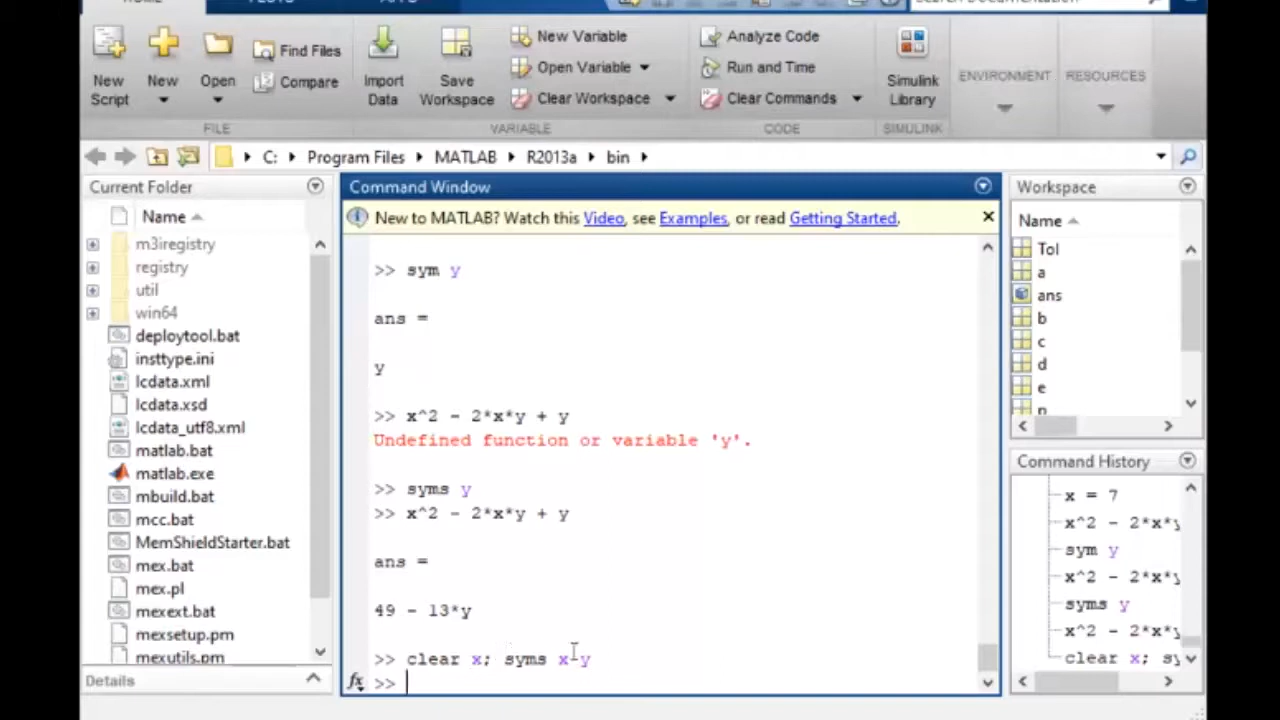 HOME PLOTS APPS Search Documentation
New Script
New
Open
Find Files
Compare
FILE
Import Data
Save Workspace
New Variable
Open Variable
Clear Workspace
VARIABLE
Analyze Code
Run and Time
Clear Commands
CODE
Simulink Library
SIMULINK
ENVIRONMENT
RESOURCES
C: Program Files MATLAB R2013a bin
Current Folder
Name
m3iregistry
registry
util
win64
deploytool.bat
insttype.ini
lcdata.xml
lcdata.xsd
lcdata_utf8.xml
matlab.bat
matlab.exe
mbuild.bat
mcc.bat
MemShieldStarter.bat
mex.bat
mex.pl
mexext.bat
mexsetup.pm
mexutils.pm
Details
Command Window
New to MATLAB? Watch this Video, see Examples, or read Getting Started.
>> sym y
ans =
y
>> x^2 - 2*x*y + y
Undefined function or variable 'y'.
>> syms y
>> x^2 - 2*x*y + y
ans =
49 - 13*y
>> clear x; syms x y
fx >>
Workspace
Name
Tol
a
ans
b
c
d
e
Command History
x = 7
x^2 - 2*x*y
sym y
x^2 - 2*x*y
syms y
x^2 - 2*x*y
clear x; sy